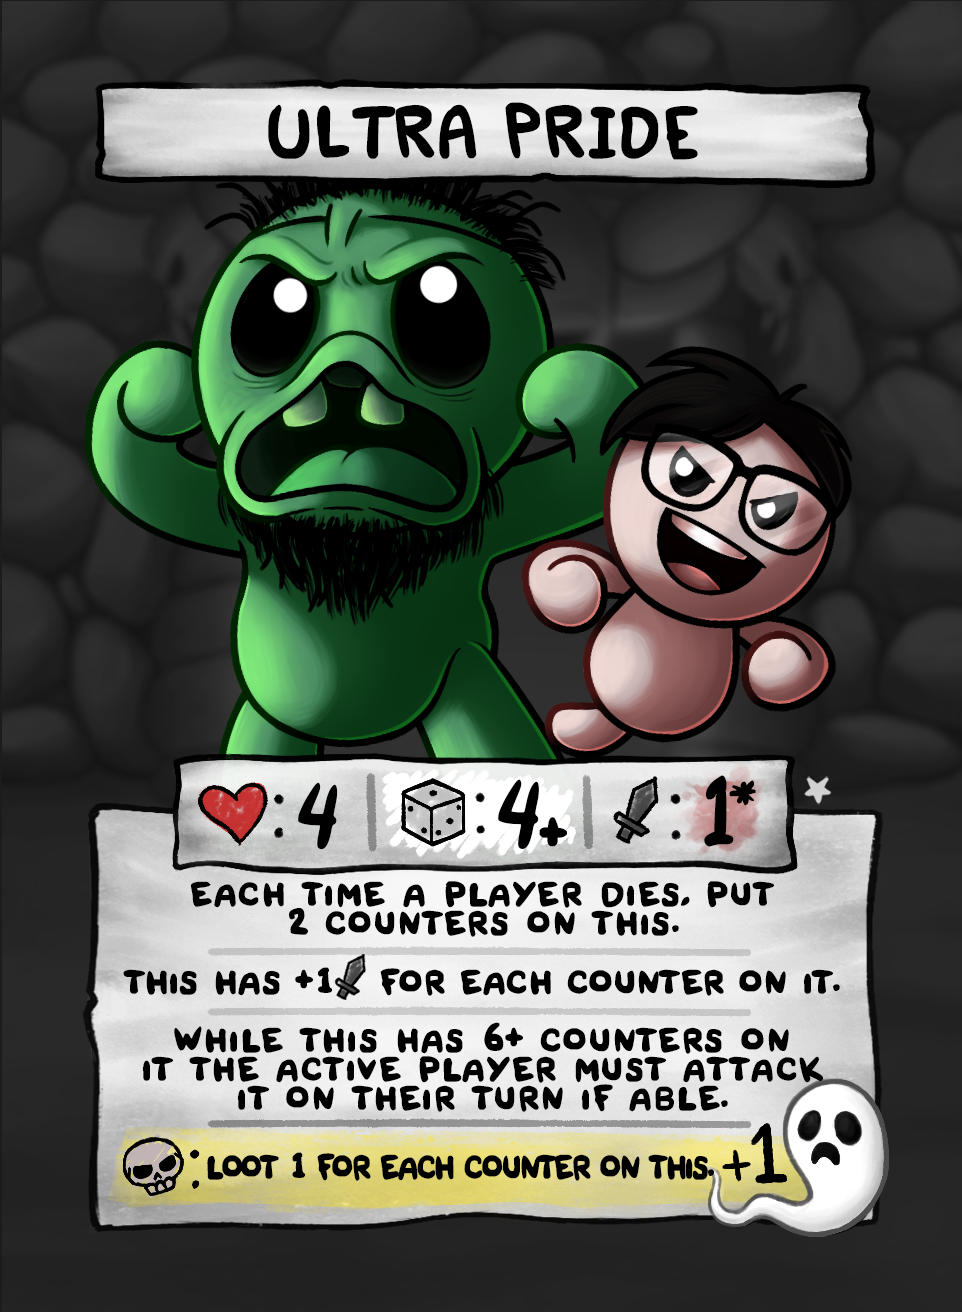 ULTRA PRIDE
: 4 : 4+ : 1*
EACH TIME A PLAYER DIES, PUT
2 COUNTERS ON THIS.
THIS HAS +1 FOR EACH COUNTER ON IT.
WHILE THIS HAS 6+ COUNTERS ON
IT THE ACTIVE PLAYER MUST ATTACK
IT ON THEIR TURN IF ABLE.
: LOOT 1 FOR EACH COUNTER ON THIS. +1